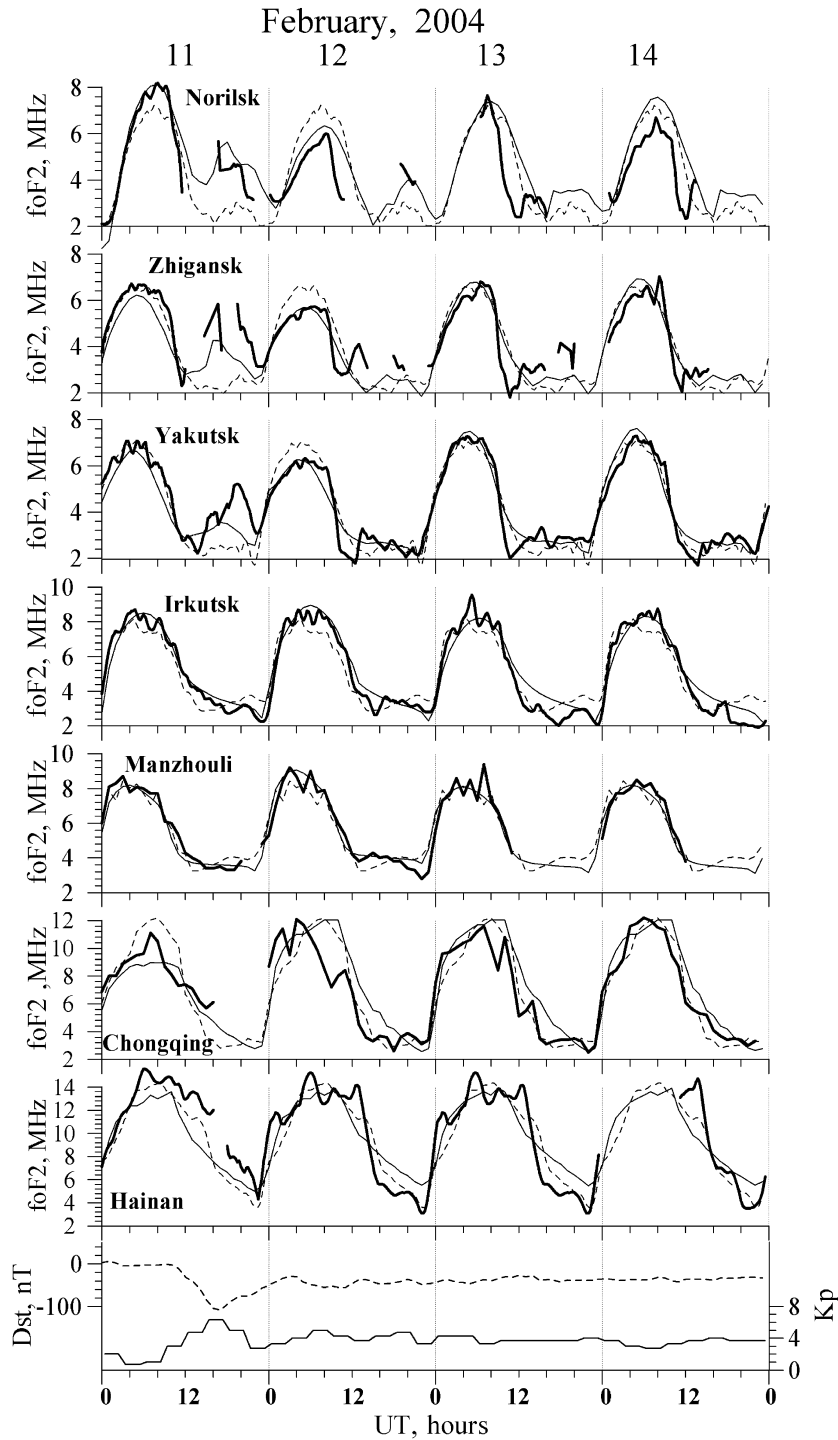 February, 2004
11 12 13 14
Norilsk
foF2, MHz
8
6
4
2
Zhigansk
foF2, MHz
8
6
4
2
Yakutsk
foF2, MHz
8
6
4
2
Irkutsk
foF2, MHz
10
8
6
4
2
Manzhouli
foF2, MHz
10
8
6
4
2
Chongqing
foF2 ,MHz
12
10
8
6
4
2
Hainan
foF2, MHz
14
12
10
8
6
4
2
Dst, nT
0
-100
Kp
8
4
0
0 12 0 12 0 12 0 12 0
UT, hours